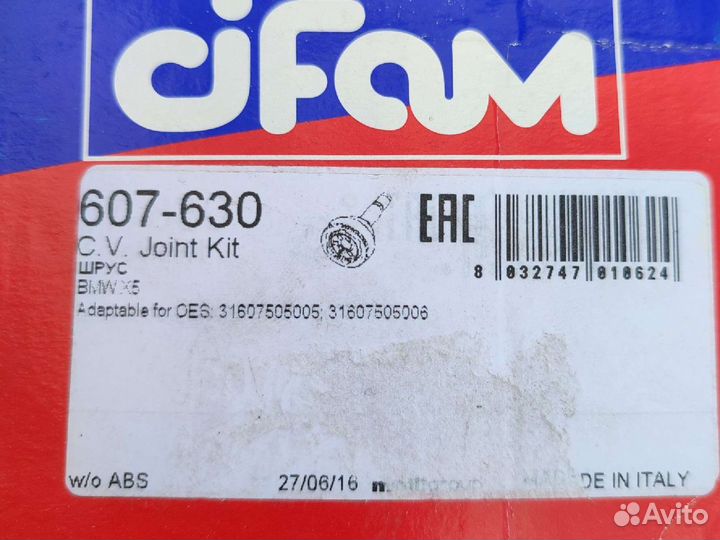 cifam
607-630
C.V. Joint Kit
ШРУС
BMW X5
Adaptable for OES: 31607505005; 31607505006
EAC
8 032747 010624
w/o ABS 27/06/16 DE IN ITALY
Avito